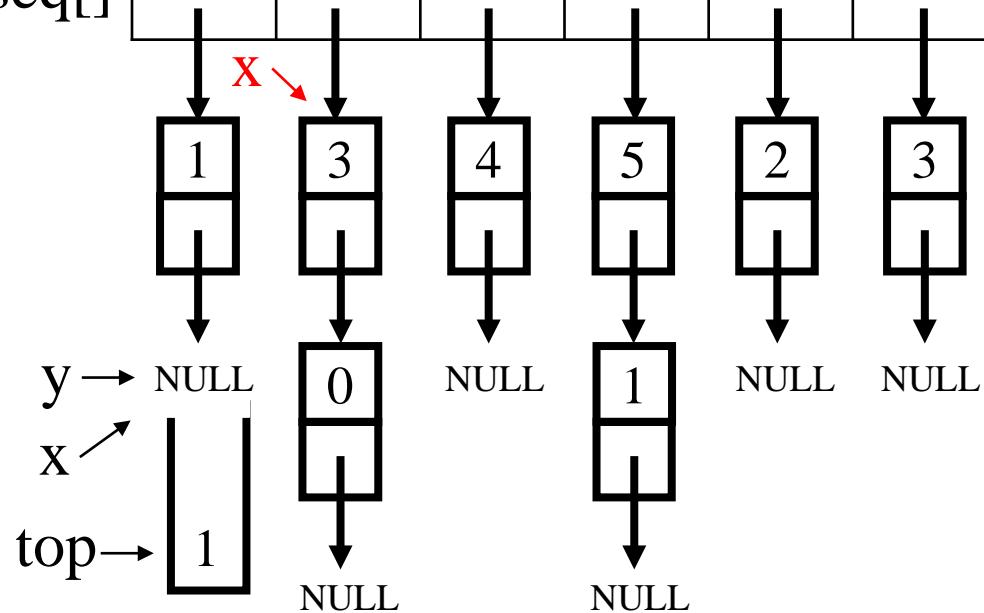 seq[]
x
1 3 4 5 2 3
y NULL 0 NULL 1 NULL NULL
x
top 1
NULL NULL